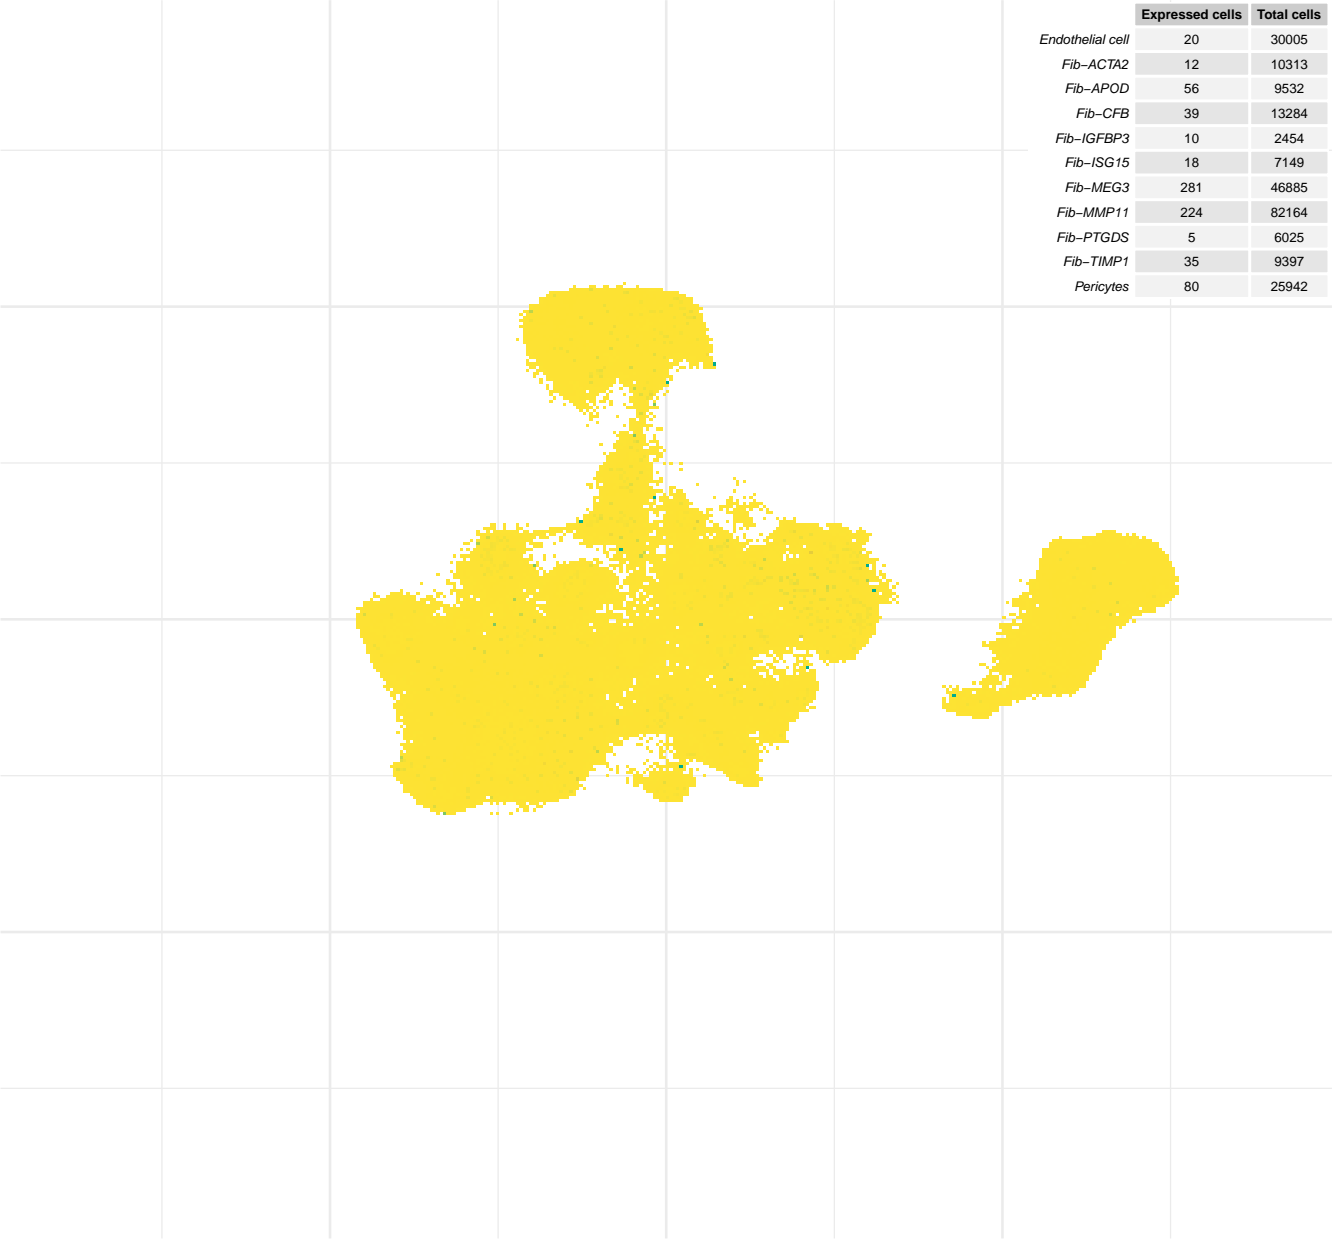 Expressed cells Total cells
Endothelial cell 20 30005
Fib−ACTA2 12 10313
Fib−APOD 56 9532
Fib−CFB 39 13284
Fib−IGFBP3 10 2454
Fib−ISG15 18 7149
Fib−MEG3 281 46885
Fib−MMP11 224 82164
Fib−PTGDS 5 6025
Fib−TIMP1 35 9397
Pericytes 80 25942